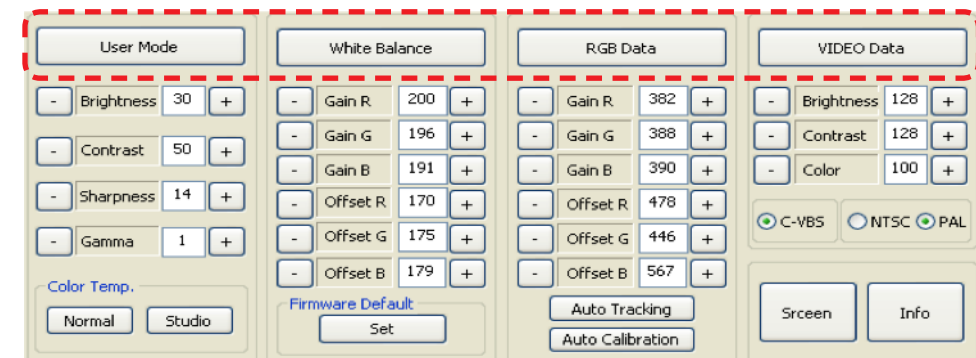 User Mode
White Balance
RGB Data
VIDEO Data
- Brightness 30 +
- Contrast 50 +
- Sharpness 14 +
- Gamma 1 +
Color Temp.
Normal Studio
- Gain R 200 +
- Gain G 196 +
- Gain B 191 +
- Offset R 170 +
- Offset G 175 +
- Offset B 179 +
Firmware Default
Set
- Gain R 382 +
- Gain G 388 +
- Gain B 390 +
- Offset R 478 +
- Offset G 446 +
- Offset B 567 +
Auto Tracking
Auto Calibration
- Brightness 128 +
- Contrast 128 +
- Color 100 +
C-VBS NTSC PAL
Srceen Info